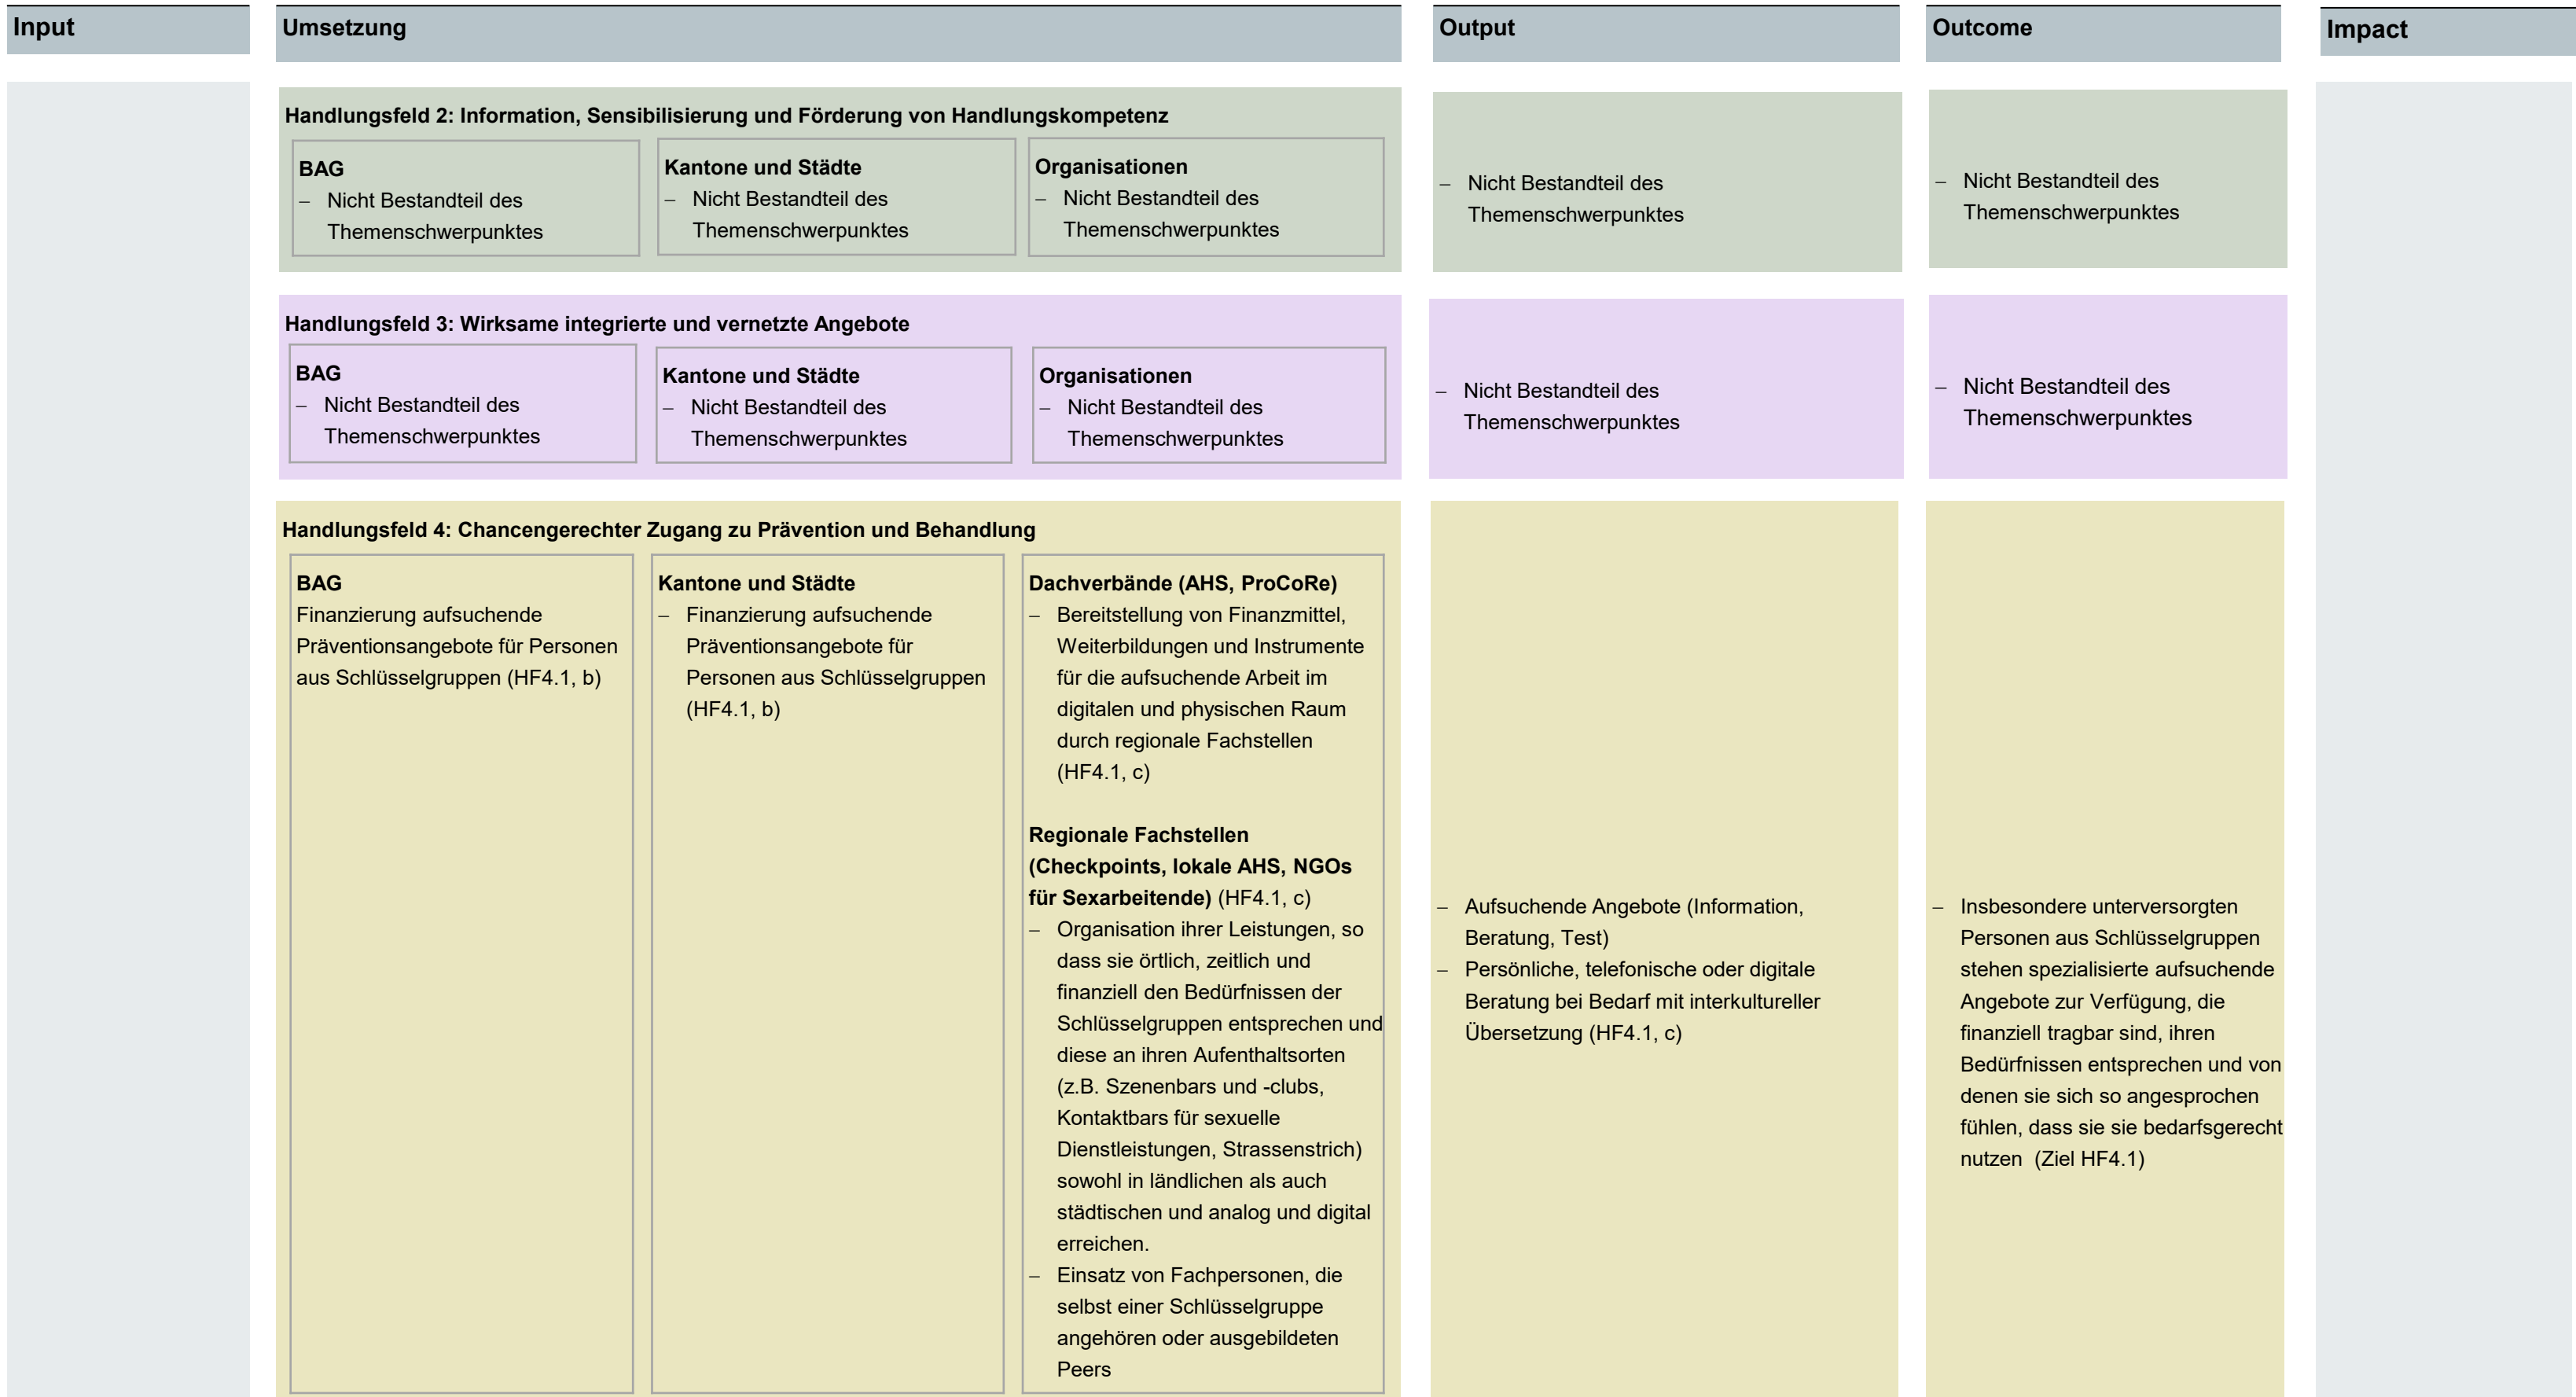 Input
Umsetzung
Output
Outcome
Impact
Handlungsfeld 2: Information, Sensibilisierung und Förderung von Handlungskompetenz
BAG
– Nicht Bestandteil des
Themenschwerpunktes
Kantone und Städte
– Nicht Bestandteil des
Themenschwerpunktes
Organisationen
– Nicht Bestandteil des
Themenschwerpunktes
– Nicht Bestandteil des
Themenschwerpunktes
– Nicht Bestandteil des
Themenschwerpunktes
Handlungsfeld 3: Wirksame integrierte und vernetzte Angebote
BAG
– Nicht Bestandteil des
Themenschwerpunktes
Kantone und Städte
– Nicht Bestandteil des
Themenschwerpunktes
Organisationen
– Nicht Bestandteil des
Themenschwerpunktes
– Nicht Bestandteil des
Themenschwerpunktes
– Nicht Bestandteil des
Themenschwerpunktes
Handlungsfeld 4: Chancengerechter Zugang zu Prävention und Behandlung
BAG
Finanzierung aufsuchende
Präventionsangebote für Personen
aus Schlüsselgruppen (HF4.1, b)
Kantone und Städte
– Finanzierung aufsuchende
Präventionsangebote für
Personen aus Schlüsselgruppen
(HF4.1, b)
Dachverbände (AHS, ProCoRe)
– Bereitstellung von Finanzmittel,
Weiterbildungen und Instrumente
für die aufsuchende Arbeit im
digitalen und physischen Raum
durch regionale Fachstellen
(HF4.1, c)
Regionale Fachstellen
(Checkpoints, lokale AHS, NGOs
für Sexarbeitende) (HF4.1, c)
– Organisation ihrer Leistungen, so
dass sie örtlich, zeitlich und
finanziell den Bedürfnissen der
Schlüsselgruppen entsprechen und
diese an ihren Aufenthaltsorten
(z.B. Szenenbars und -clubs,
Kontaktbars für sexuelle
Dienstleistungen, Strassenstrich)
sowohl in ländlichen als auch
städtischen und analog und digital
erreichen.
– Einsatz von Fachpersonen, die
selbst einer Schlüsselgruppe
angehören oder ausgebildeten
Peers
– Aufsuchende Angebote (Information,
Beratung, Test)
– Persönliche, telefonische oder digitale
Beratung bei Bedarf mit interkultureller
Übersetzung (HF4.1, c)
– Insbesondere unterversorgten
Personen aus Schlüsselgruppen
stehen spezialisierte aufsuchende
Angebote zur Verfügung, die
finanziell tragbar sind, ihren
Bedürfnissen entsprechen und von
denen sie sich so angesprochen
fühlen, dass sie sie bedarfsgerecht
nutzen  (Ziel HF4.1)